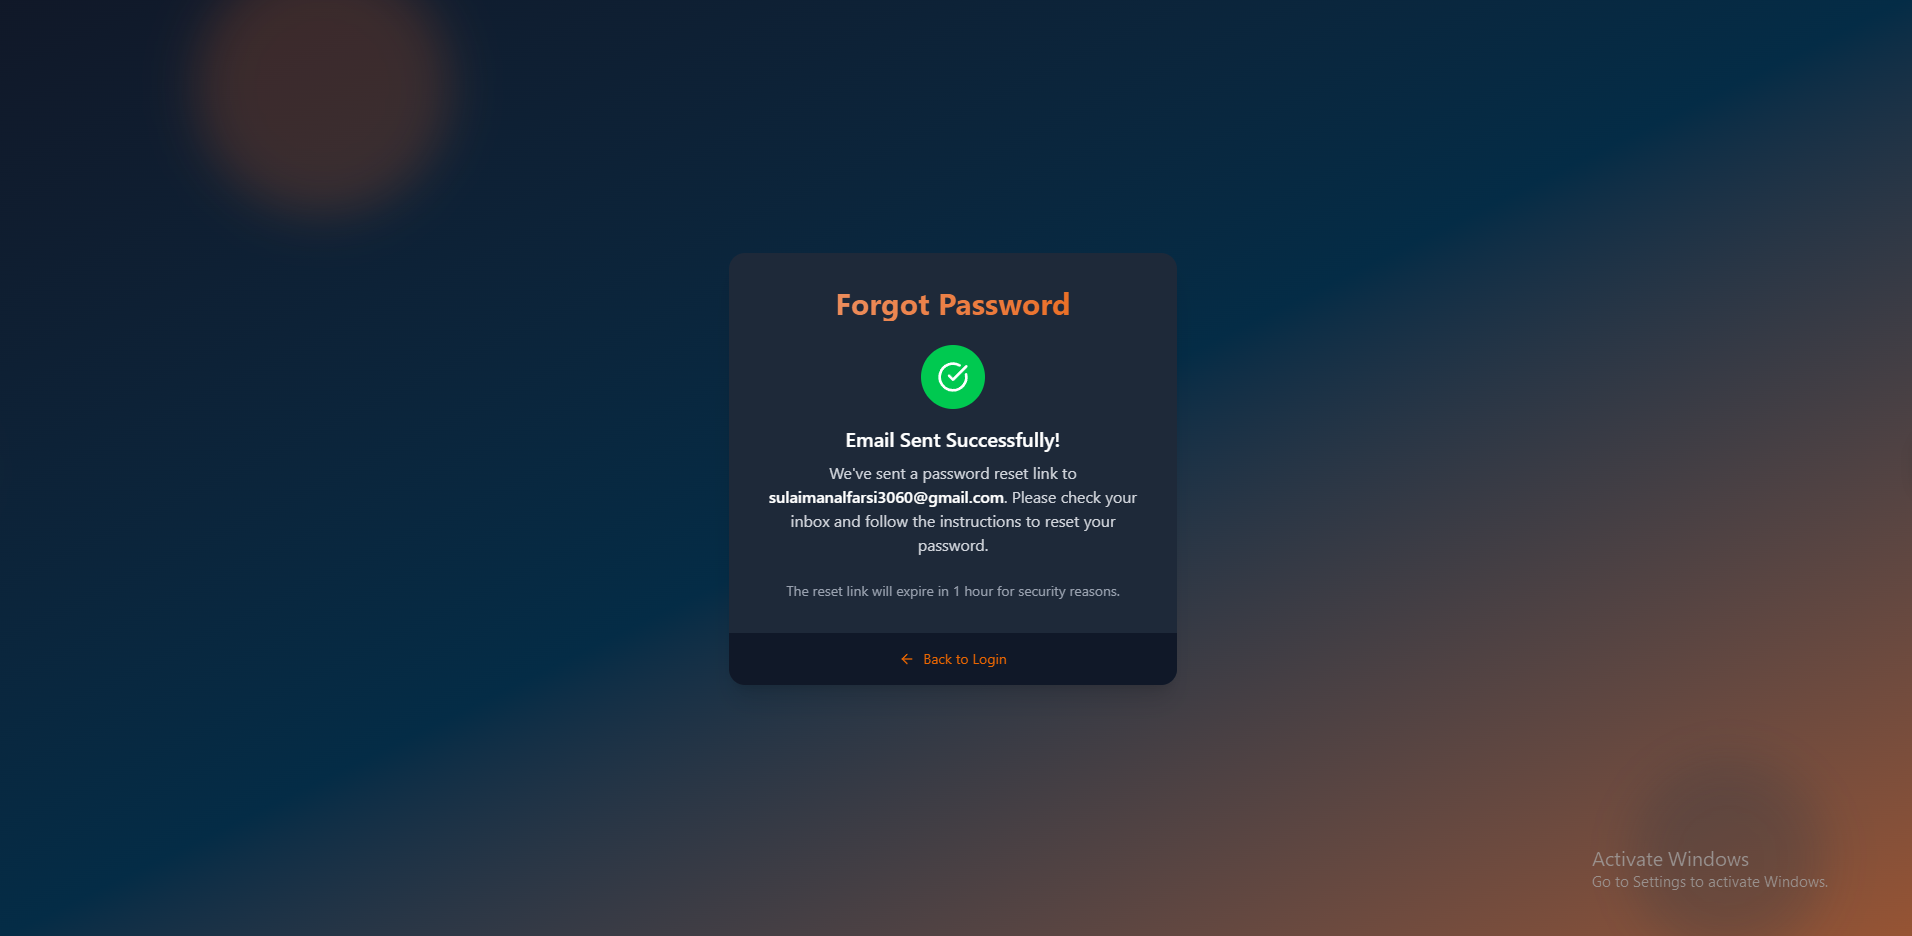 Forgot Password
Email Sent Successfully!
We've sent a password reset link to
sulaimanalfarsi3060@gmail.com. Please check your
inbox and follow the instructions to reset your
password.
The reset link will expire in 1 hour for security reasons.
Back to Login
Activate Windows
Go to Settings to activate Windows.